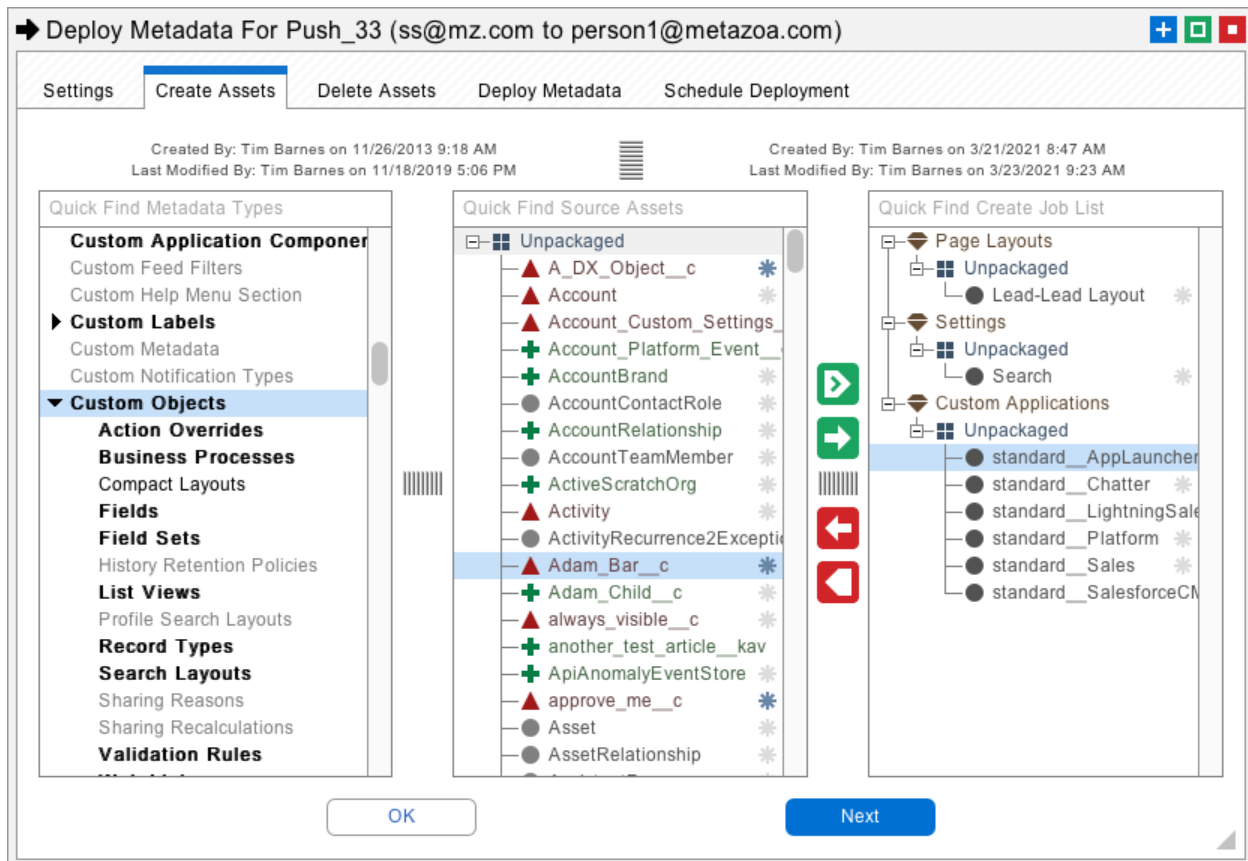 Deploy Metadata For Push_33 (ss@mz.com to person1@metazoa.com)
Settings Create Assets Delete Assets Deploy Metadata Schedule Deployment
Created By: Tim Barnes on 11/26/2013 9:18 AM
Last Modified By: Tim Barnes on 11/18/2019 5:06 PM
Created By: Tim Barnes on 3/21/2021 8:47 AM
Last Modified By: Tim Barnes on 3/23/2021 9:23 AM
Quick Find Metadata Types
Custom Application Componer
Custom Feed Filters
Custom Help Menu Section
Custom Labels
Custom Metadata
Custom Notification Types
Custom Objects
Action Overrides
Business Processes
Compact Layouts
Fields
Field Sets
History Retention Policies
List Views
Profile Search Layouts
Record Types
Search Layouts
Sharing Reasons
Sharing Recalculations
Validation Rules
Quick Find Source Assets
Unpackaged
A_DX_Object__c
Account
Account_Custom_Settings_
Account_Platform_Event__
AccountBrand
AccountContactRole
AccountRelationship
AccountTeamMember
ActiveScratchOrg
Activity
ActivityRecurrence2Excepti
Adam_Bar__c
Adam_Child__c
always_visible__c
another_test_article__kav
ApiAnomalyEventStore
approve_me__c
Asset
AssetRelationship
Quick Find Create Job List
Page Layouts
Unpackaged
Lead-Lead Layout
Settings
Unpackaged
Search
Custom Applications
Unpackaged
standard__AppLauncher
standard__Chatter
standard__LightningSale
standard__Platform
standard__Sales
standard__SalesforceCM
OK
Next